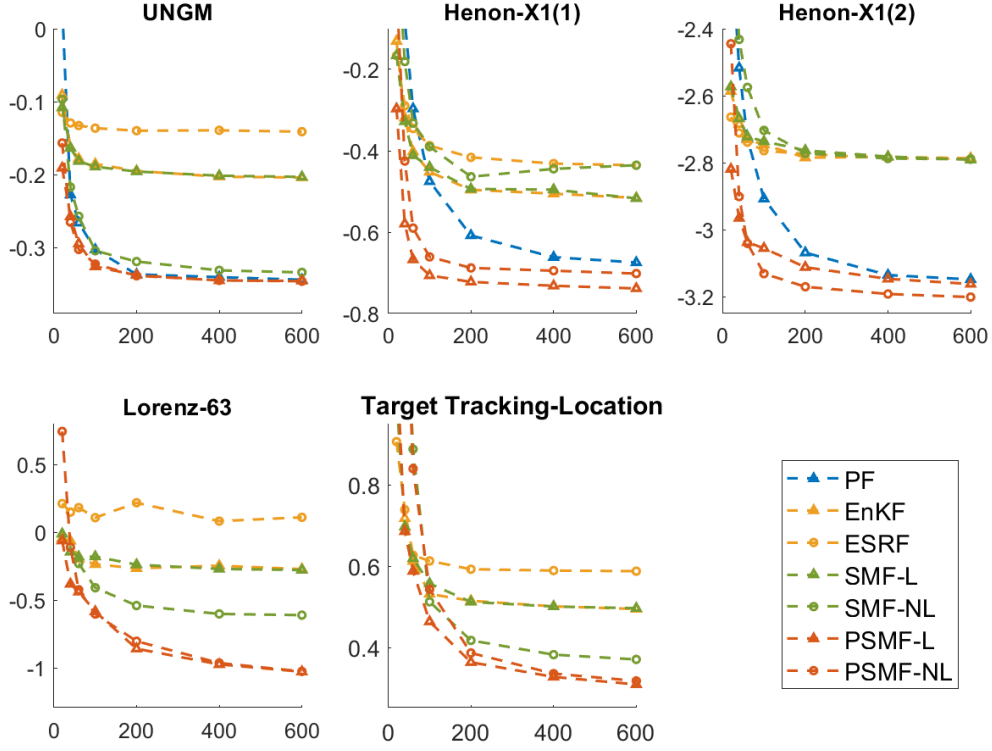 UNGM
0
-0.1
-0.2
-0.3
0 200 400 600
Henon-X1(1)
-0.2
-0.4
-0.6
-0.8
0 200 400 600
Henon-X1(2)
-2.4
-2.6
-2.8
-3
-3.2
0 200 400 600
Lorenz-63
0.5
0
-0.5
-1
0 200 400 600
Target Tracking-Location
0.8
0.6
0.4
0 200 400 600
PF
EnKF
ESRF
SMF-L
SMF-NL
PSMF-L
PSMF-NL